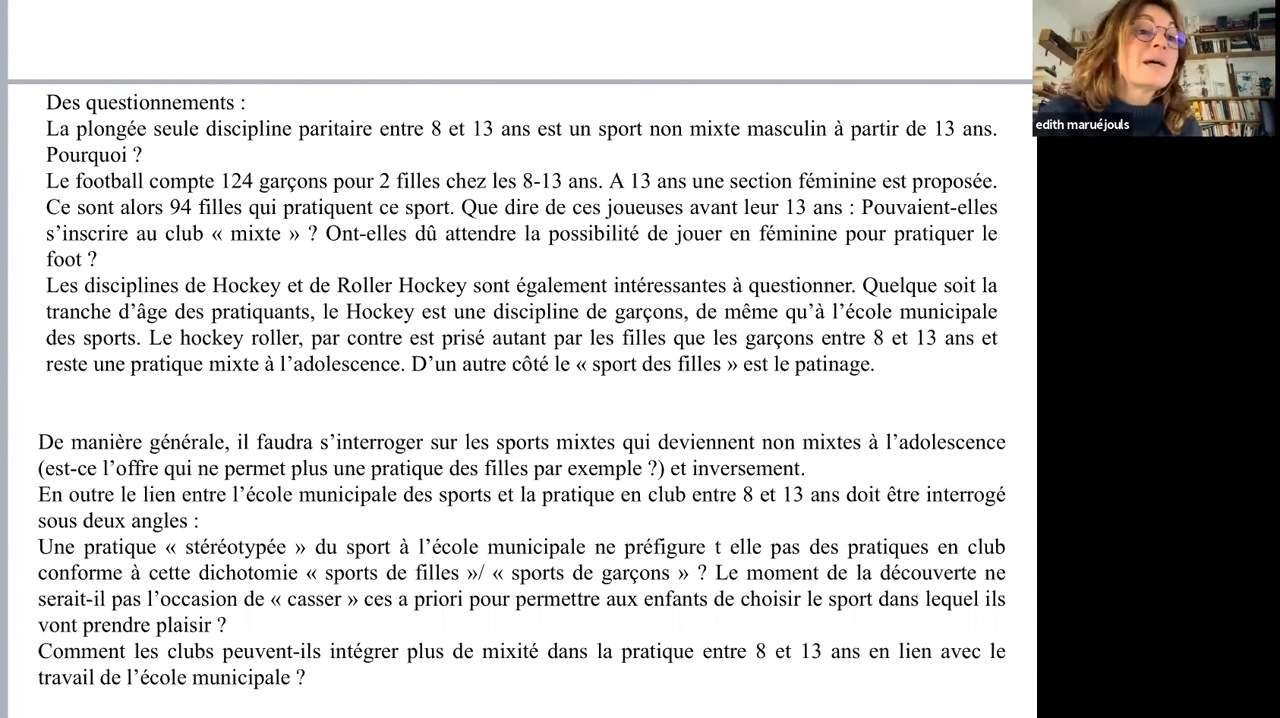 Des questionnements :
La plongée seule discipline paritaire entre 8 et 13 ans est un sport non mixte masculin à partir de 13 ans.
Pourquoi ?
Le football compte 124 garçons pour 2 filles chez les 8-13 ans. A 13 ans une section féminine est proposée.
Ce sont alors 94 filles qui pratiquent ce sport. Que dire de ces joueuses avant leur 13 ans : Pouvaient-elles
s’inscrire au club « mixte » ? Ont-elles dû attendre la possibilité de jouer en féminine pour pratiquer le
foot ?
Les disciplines de Hockey et de Roller Hockey sont également intéressantes à questionner. Quelque soit la
tranche d’âge des pratiquants, le Hockey est une discipline de garçons, de même qu’à l’école municipale
des sports. Le hockey roller, par contre est prisé autant par les filles que les garçons entre 8 et 13 ans et
reste une pratique mixte à l’adolescence. D’un autre côté le « sport des filles » est le patinage.
De manière générale, il faudra s’interroger sur les sports mixtes qui deviennent non mixtes à l’adolescence
(est-ce l’offre qui ne permet plus une pratique des filles par exemple ?) et inversement.
En outre le lien entre l’école municipale des sports et la pratique en club entre 8 et 13 ans doit être interrogé
sous deux angles :
Une pratique « stéréotypée » du sport à l’école municipale ne préfigure t elle pas des pratiques en club
conforme à cette dichotomie « sports de filles »/ « sports de garçons » ? Le moment de la découverte ne
serait-il pas l’occasion de « casser » ces a priori pour permettre aux enfants de choisir le sport dans lequel ils
vont prendre plaisir ?
Comment les clubs peuvent-ils intégrer plus de mixité dans la pratique entre 8 et 13 ans en lien avec le
travail de l’école municipale ?
edith maruéjouls